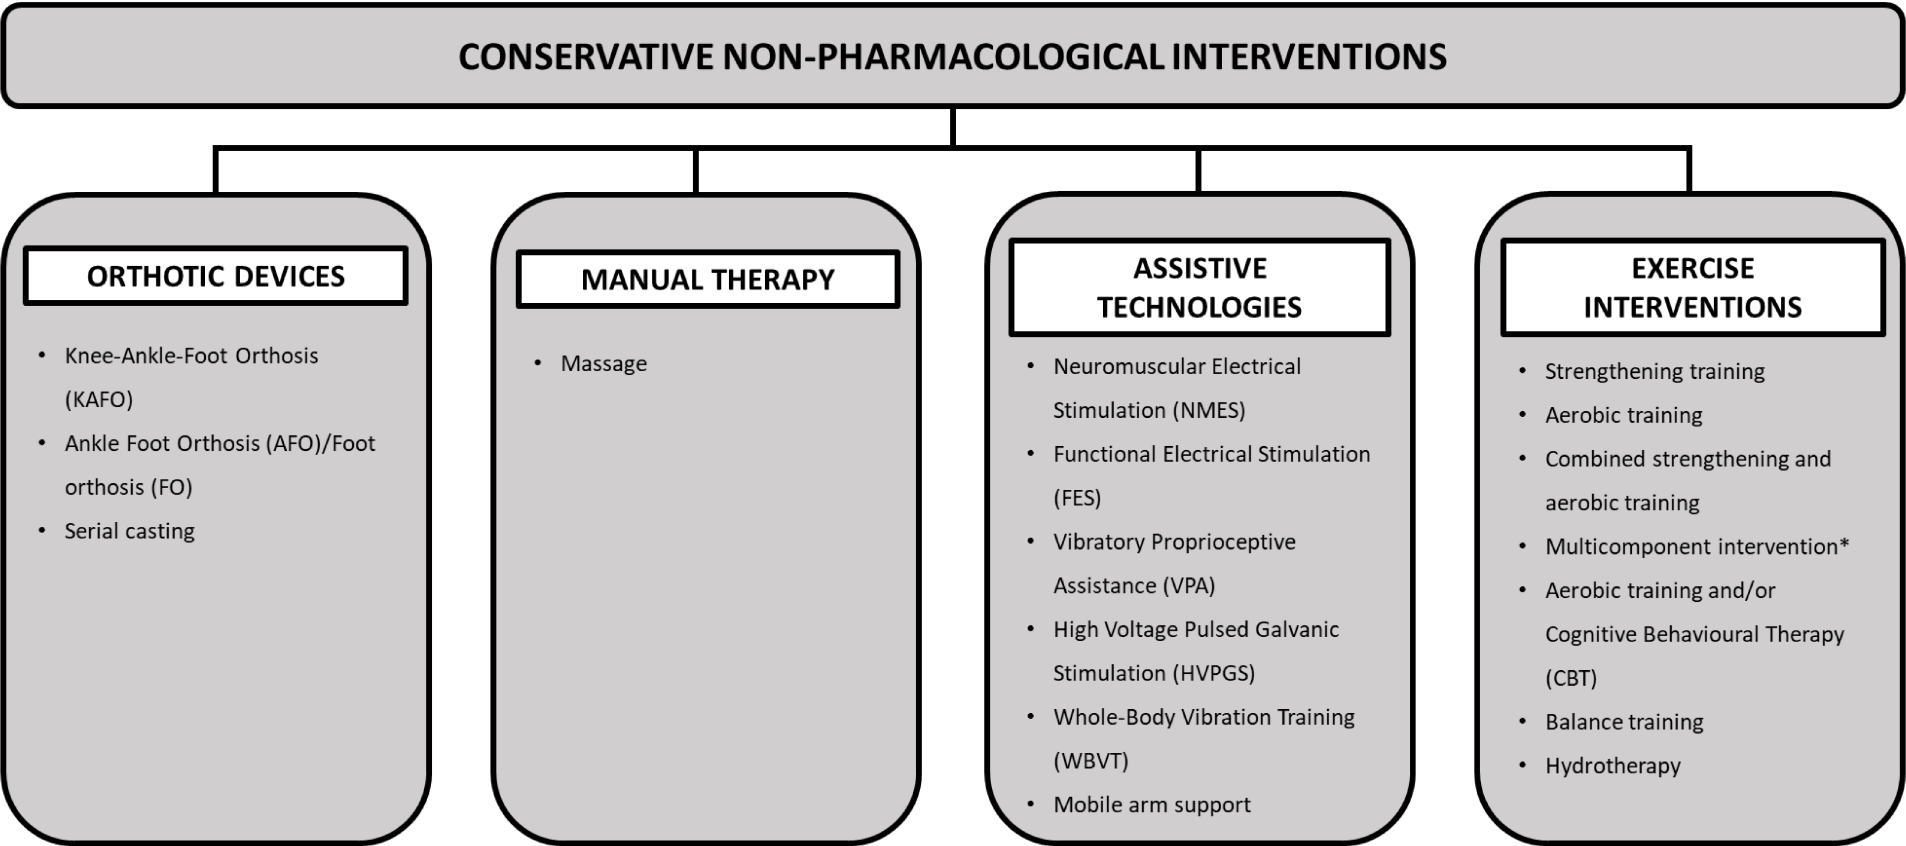 CONSERVATIVE NON-PHARMACOLOGICAL INTERVENTIONS
ORTHOTIC DEVICES
• Knee-Ankle-Foot Orthosis
(KAFO)
• Ankle Foot Orthosis (AFO)/Foot
orthosis (FO)
• Serial casting
MANUAL THERAPY
• Massage
ASSISTIVE
TECHNOLOGIES
• Neuromuscular Electrical
Stimulation (NMES)
• Functional Electrical Stimulation
(FES)
• Vibratory Proprioceptive
Assistance (VPA)
• High Voltage Pulsed Galvanic
Stimulation (HVPGS)
• Whole-Body Vibration Training
(WBVT)
• Mobile arm support
EXERCISE
INTERVENTIONS
• Strengthening training
• Aerobic training
• Combined strengthening and
aerobic training
• Multicomponent intervention*
• Aerobic training and/or
Cognitive Behavioural Therapy
(CBT)
• Balance training
• Hydrotherapy